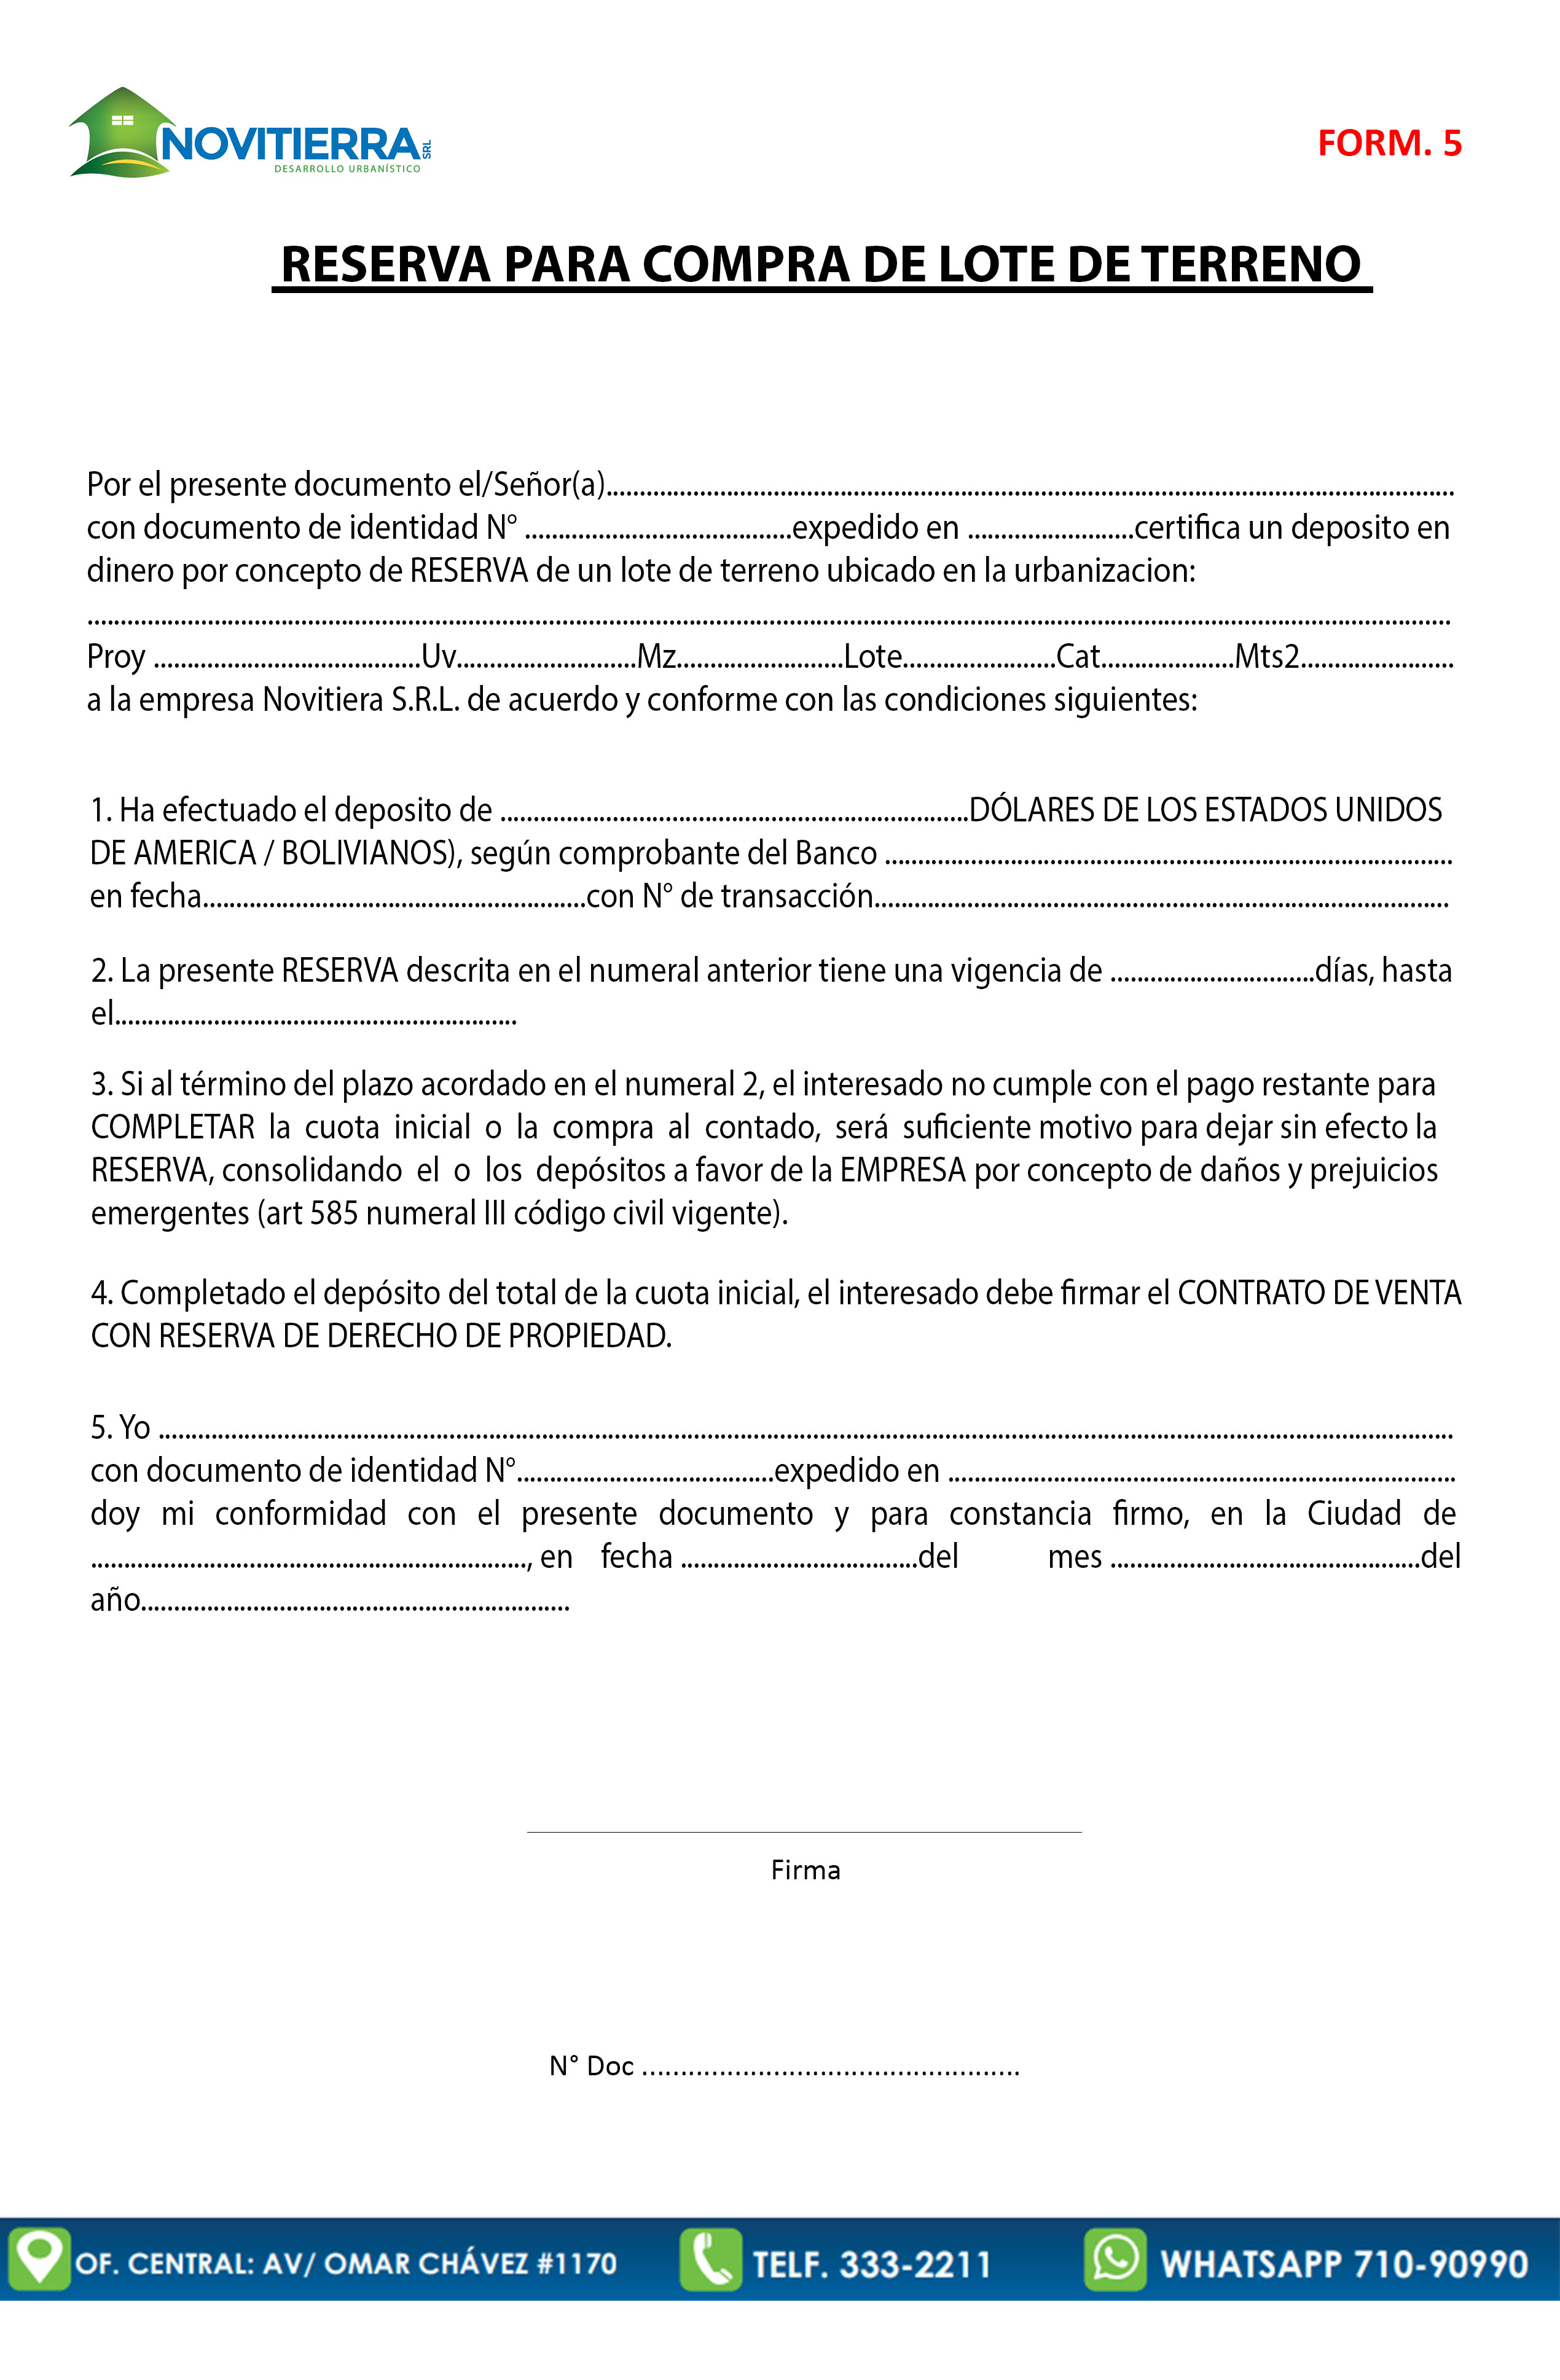 NOVITIERRA SRL
DESARROLLO URBANÍSTICO
FORM. 5
RESERVA PARA COMPRA DE LOTE DE TERRENO
Por el presente documento el/Señor(a)................................................................................................................................
con documento de identidad N° ........................................expedido en .........................certifica un deposito en
dinero por concepto de RESERVA de un lote de terreno ubicado en la urbanizacion:
..............................................................................................................................................................................................................
Proy ........................................Uv...........................Mz.........................Lote.......................Cat....................Mts2.......................
a la empresa Novitiera S.R.L. de acuerdo y conforme con las condiciones siguientes:
1. Ha efectuado el deposito de .......................................................................DÓLARES DE LOS ESTADOS UNIDOS
DE AMERICA / BOLIVIANOS), según comprobante del Banco ......................................................................................
en fecha..........................................................con N° de transacción.......................................................................................
2. La presente RESERVA descrita en el numeral anterior tiene una vigencia de ...............................días, hasta
el.............................................................
3. Si al término del plazo acordado en el numeral 2, el interesado no cumple con el pago restante para
COMPLETAR la cuota inicial o la compra al contado, será suficiente motivo para dejar sin efecto la
RESERVA, consolidando el o los depósitos a favor de la EMPRESA por concepto de daños y prejuicios
emergentes (art 585 numeral III código civil vigente).
4. Completado el depósito del total de la cuota inicial, el interesado debe firmar el CONTRATO DE VENTA
CON RESERVA DE DERECHO DE PROPIEDAD.
5. Yo ....................................................................................................................................................................................................
con documento de identidad N°.......................................expedido en .............................................................................
doy mi conformidad con el presente documento y para constancia firmo, en la Ciudad de
.................................................................., en fecha ....................................del mes ...............................................del
año.................................................................
Firma
N° Doc .................................................
OF. CENTRAL: AV/ OMAR CHÁVEZ #1170 TELF. 333-2211 WHATSAPP 710-90990